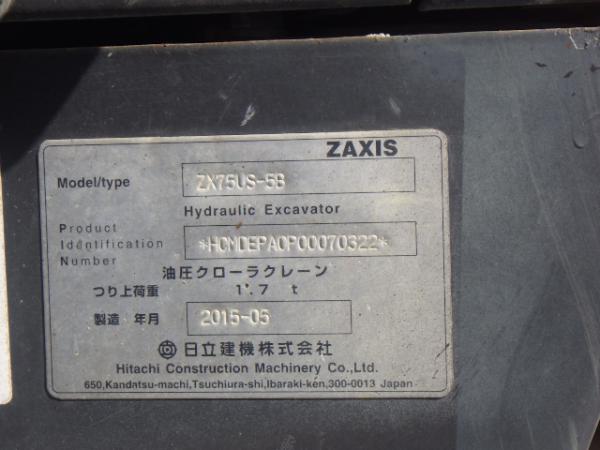 ZAXIS
Model/type ZX75US-5B
Hydraulic Excavator
Product
Identification *HCMDEPA0P00070322*
Number
油圧クローラクレーン
つり上荷重 1.7 t
製造 年月 2015-05
日立建機株式会社
Hitachi Construction Machinery Co.,Ltd.
650,Kandatsu-machi,Tsuchiura-shi,Ibaraki-ken,300-0013 Japan